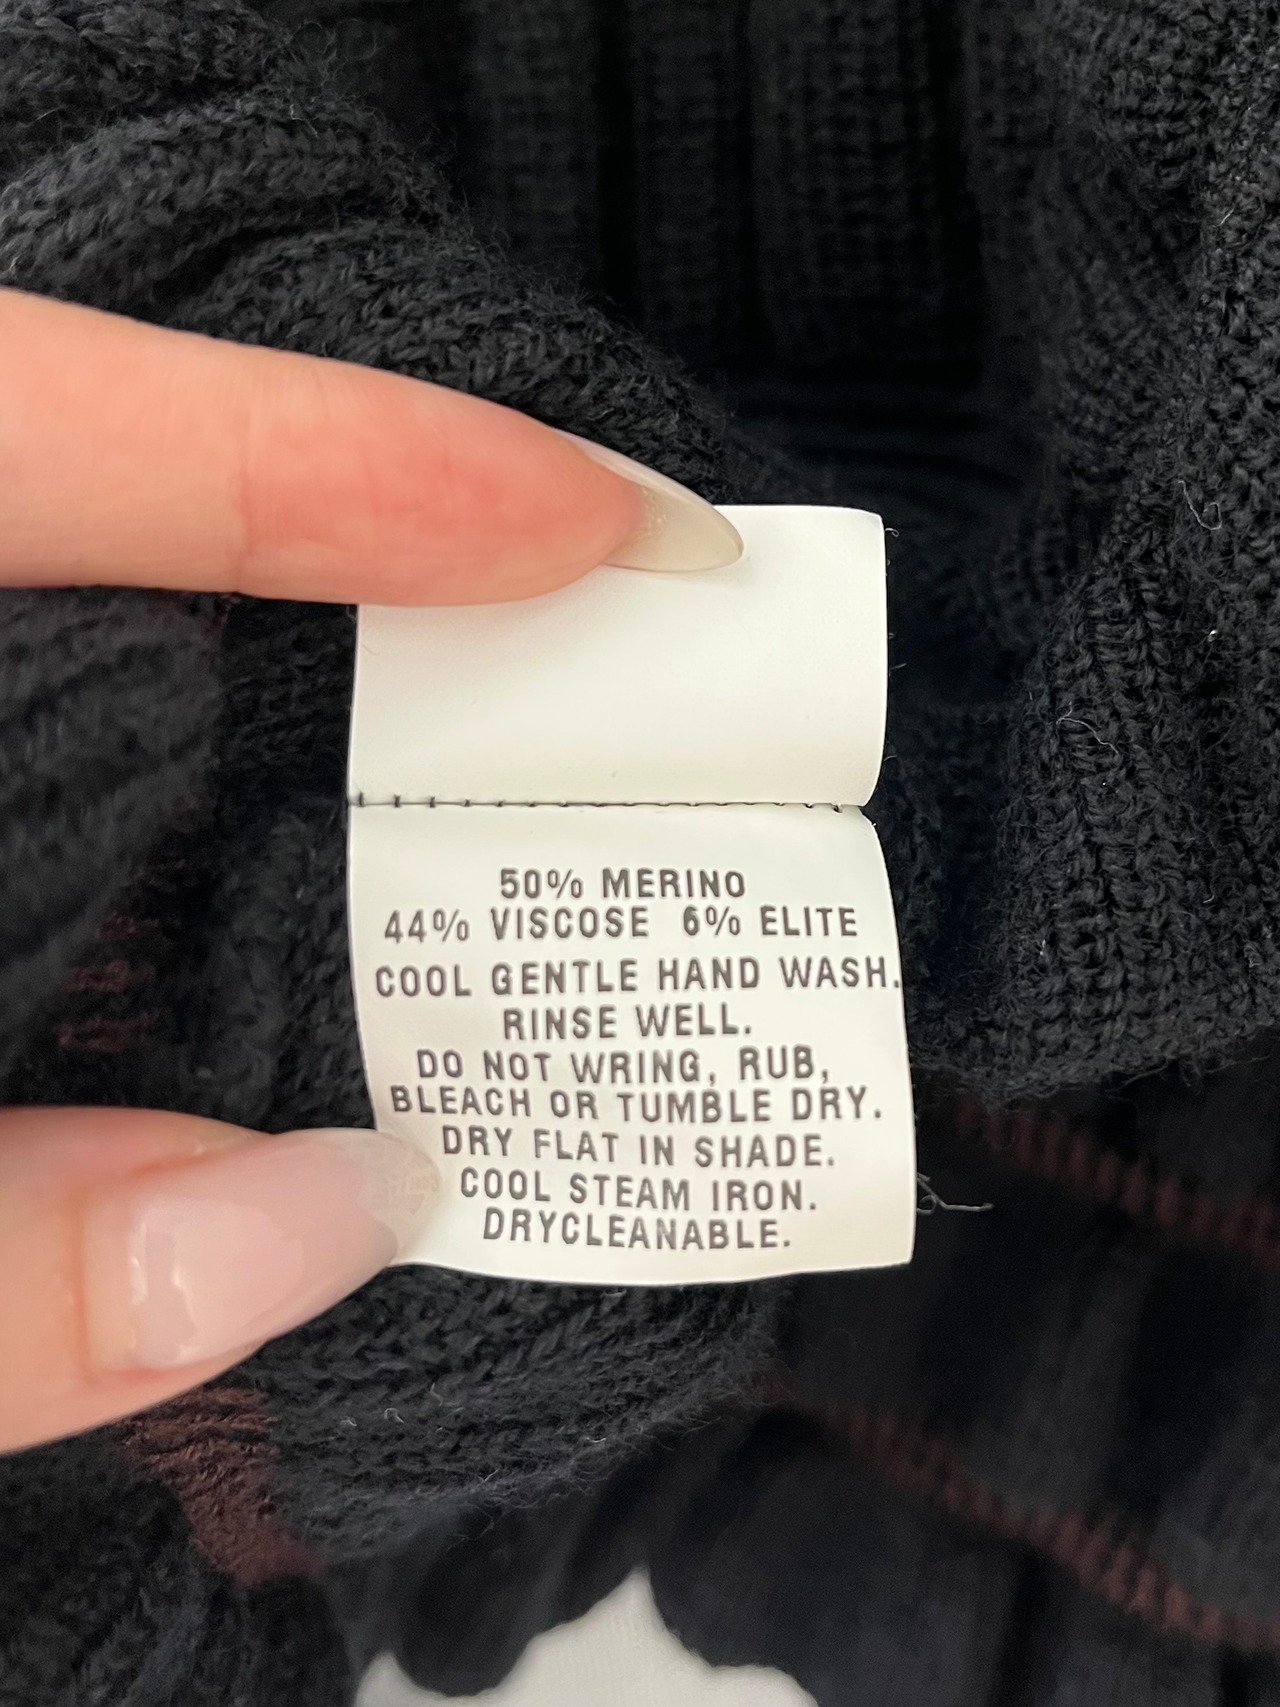 50% MERINO
44% VISCOSE 6% ELITE
COOL GENTLE HAND WASH.
RINSE WELL.
DO NOT WRING, RUB,
BLEACH OR TUMBLE DRY.
DRY FLAT IN SHADE.
COOL STEAM IRON.
DRYCLEANABLE.